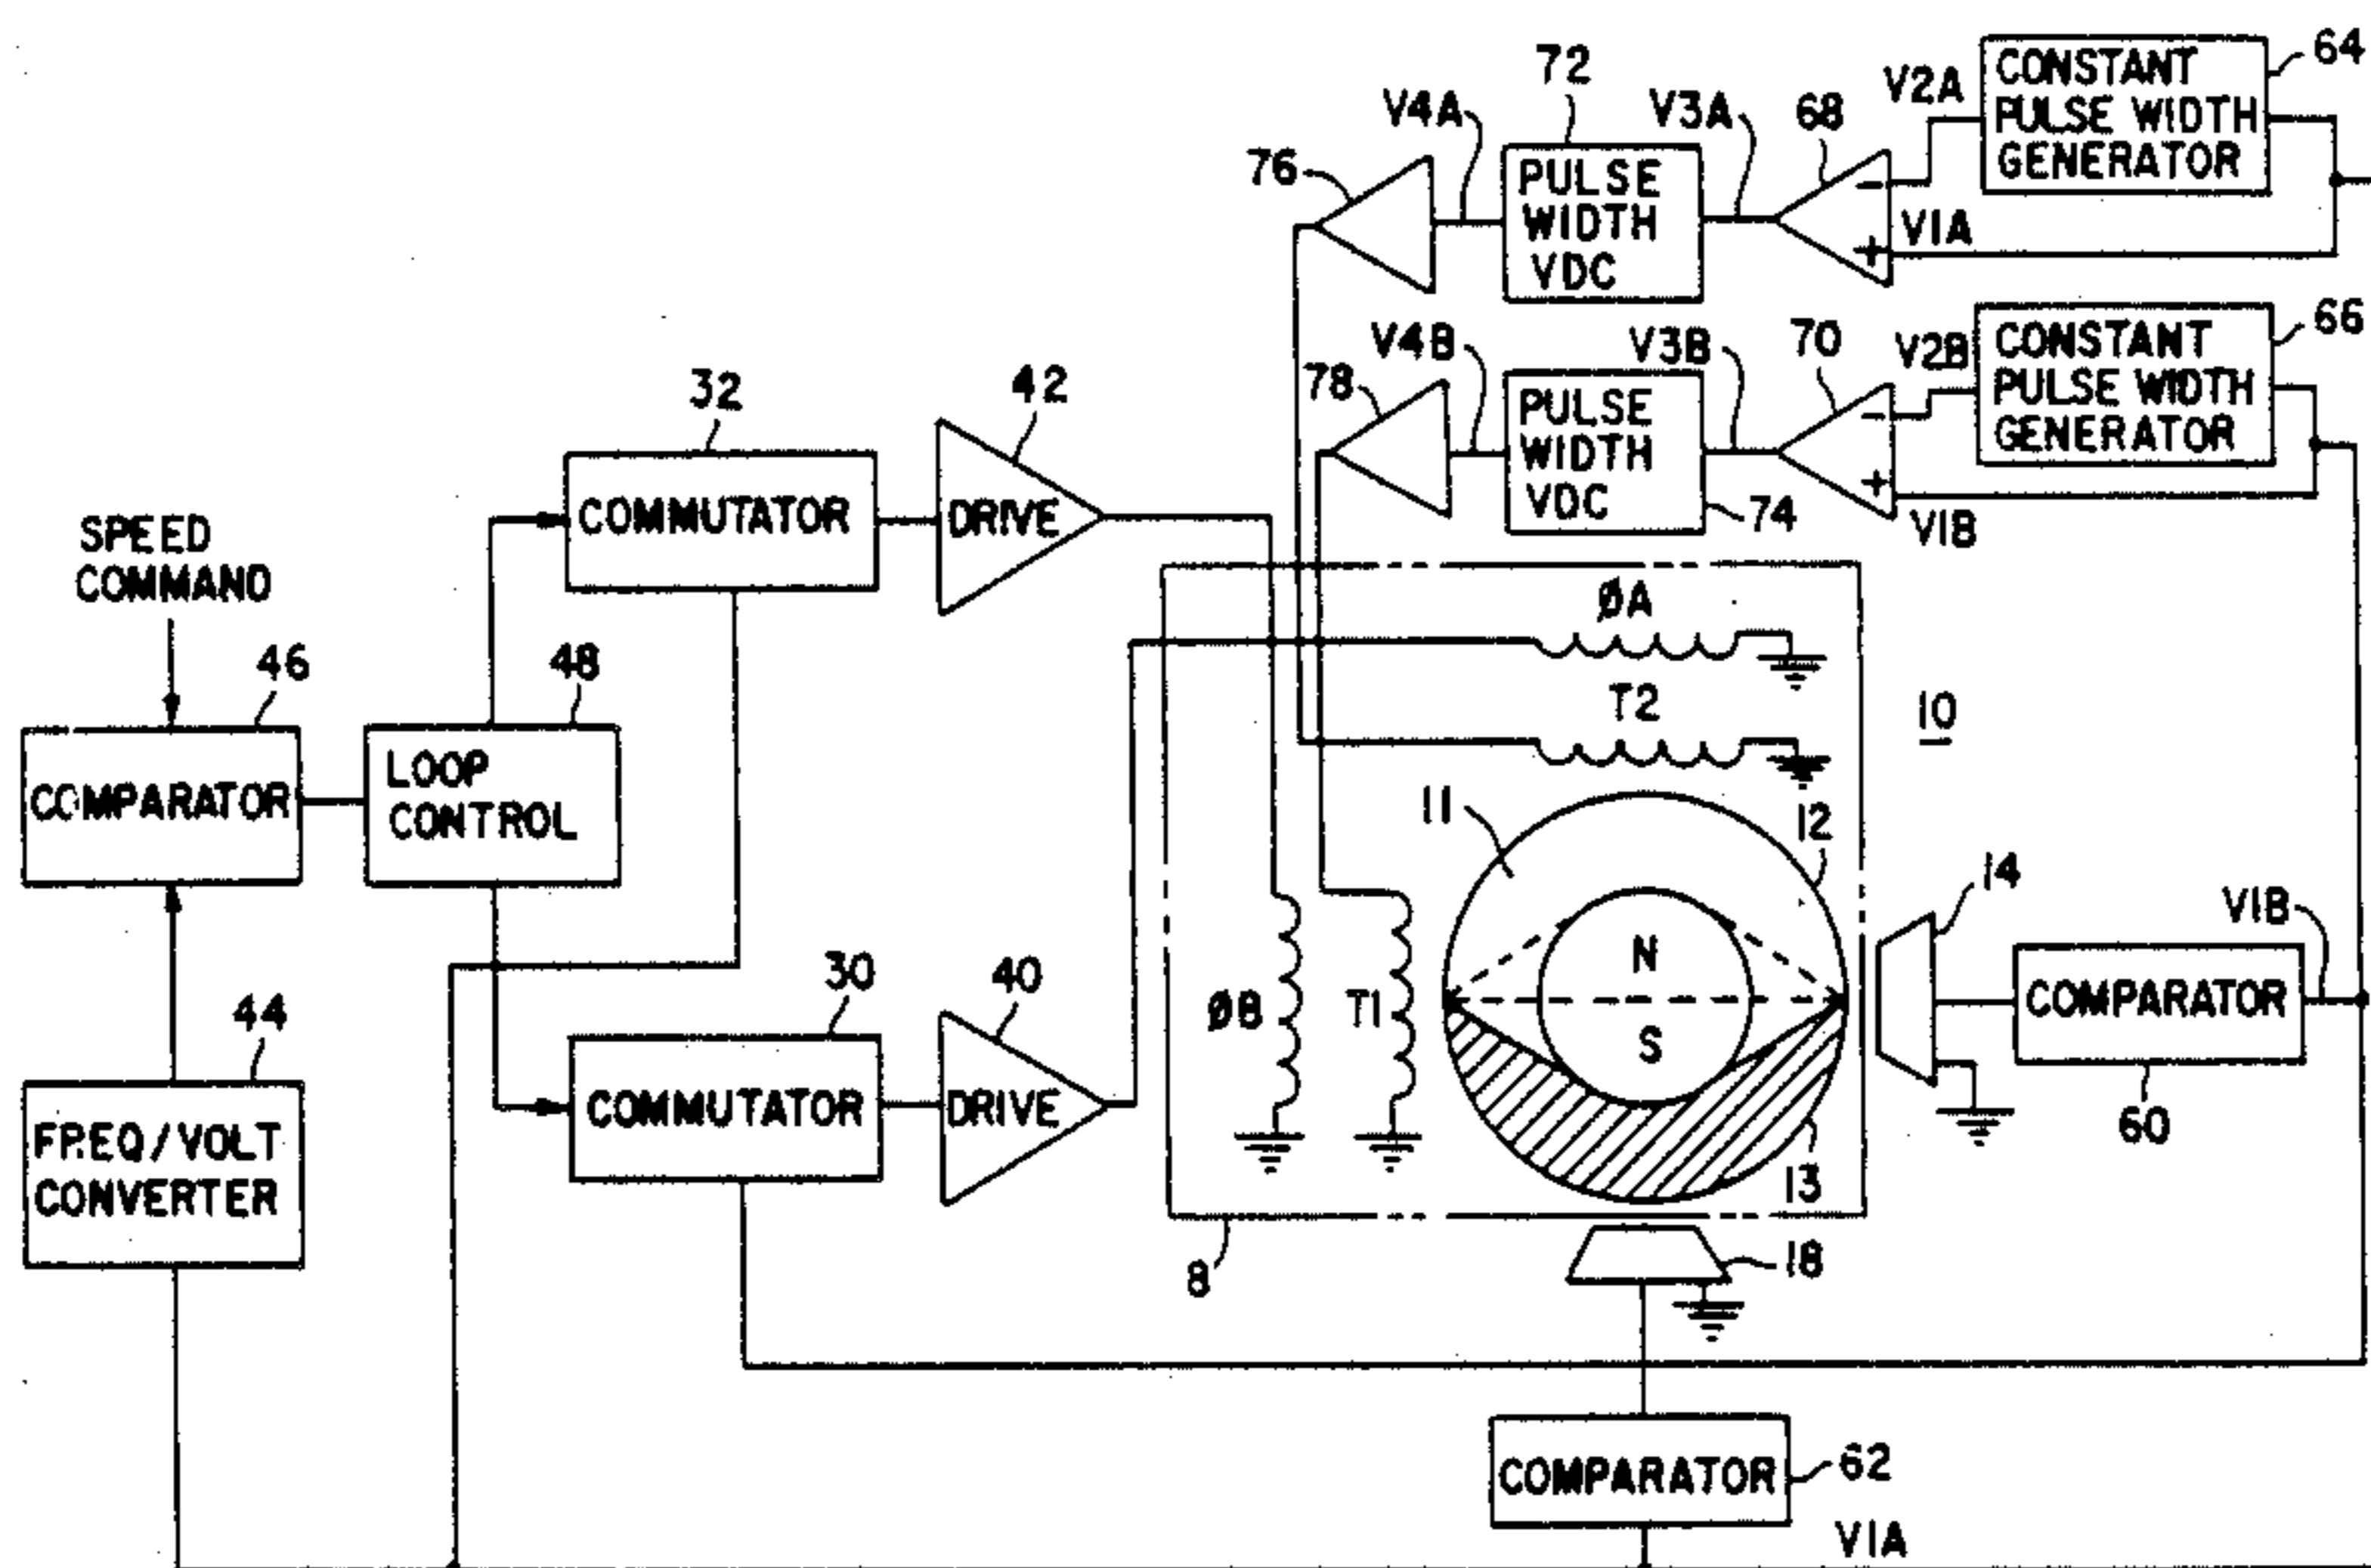 64
CONSTANT
PULSE WIDTH
GENERATOR
V2A
72
V4A
V3A
68
76
PULSE
WIDTH
VDC
-
+
V1A
66
CONSTANT
PULSE WIDTH
GENERATOR
V2B
70
V3B
V4B
78
PULSE
WIDTH
VDC
74
-
+
V1B
32
42
COMMUTATOR
DRIVE
SPEED
COMMAND
46
48
COMPARATOR
LOOP
CONTROL
ØA
T2
10
11
12
14
V1B
N
S
ØB
T1
COMPARATOR
60
13
30
40
44
COMMUTATOR
DRIVE
FREQ/VOLT
CONVERTER
8
18
COMPARATOR
62
V1A